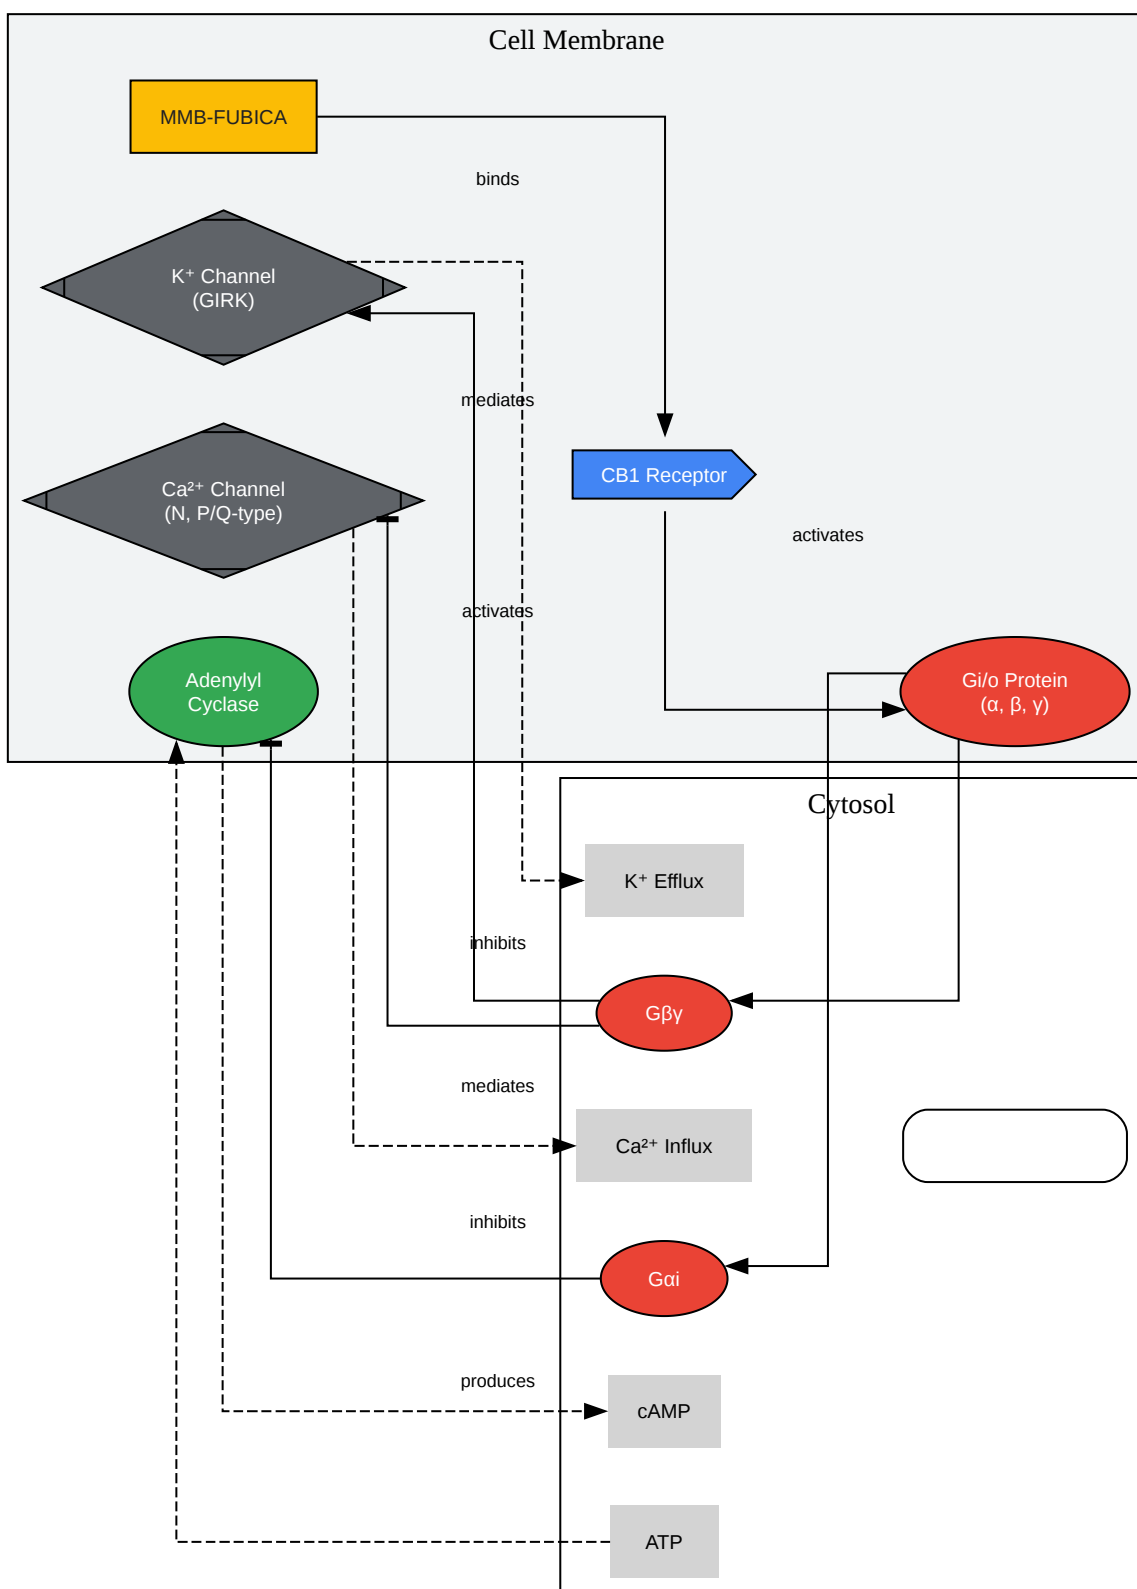 Cell Membrane
MMB-FUBICA
binds
K⁺ Channel
(GIRK)
mediates
CB1 Receptor
Ca²⁺ Channel
(N, P/Q-type)
activates
activates
Adenylyl
Cyclase
Gi/o Protein
(α, β, γ)
Cytosol
K⁺ Efflux
inhibits
Gβγ
mediates
Ca²⁺ Influx
inhibits
Gαi
produces
cAMP
ATP